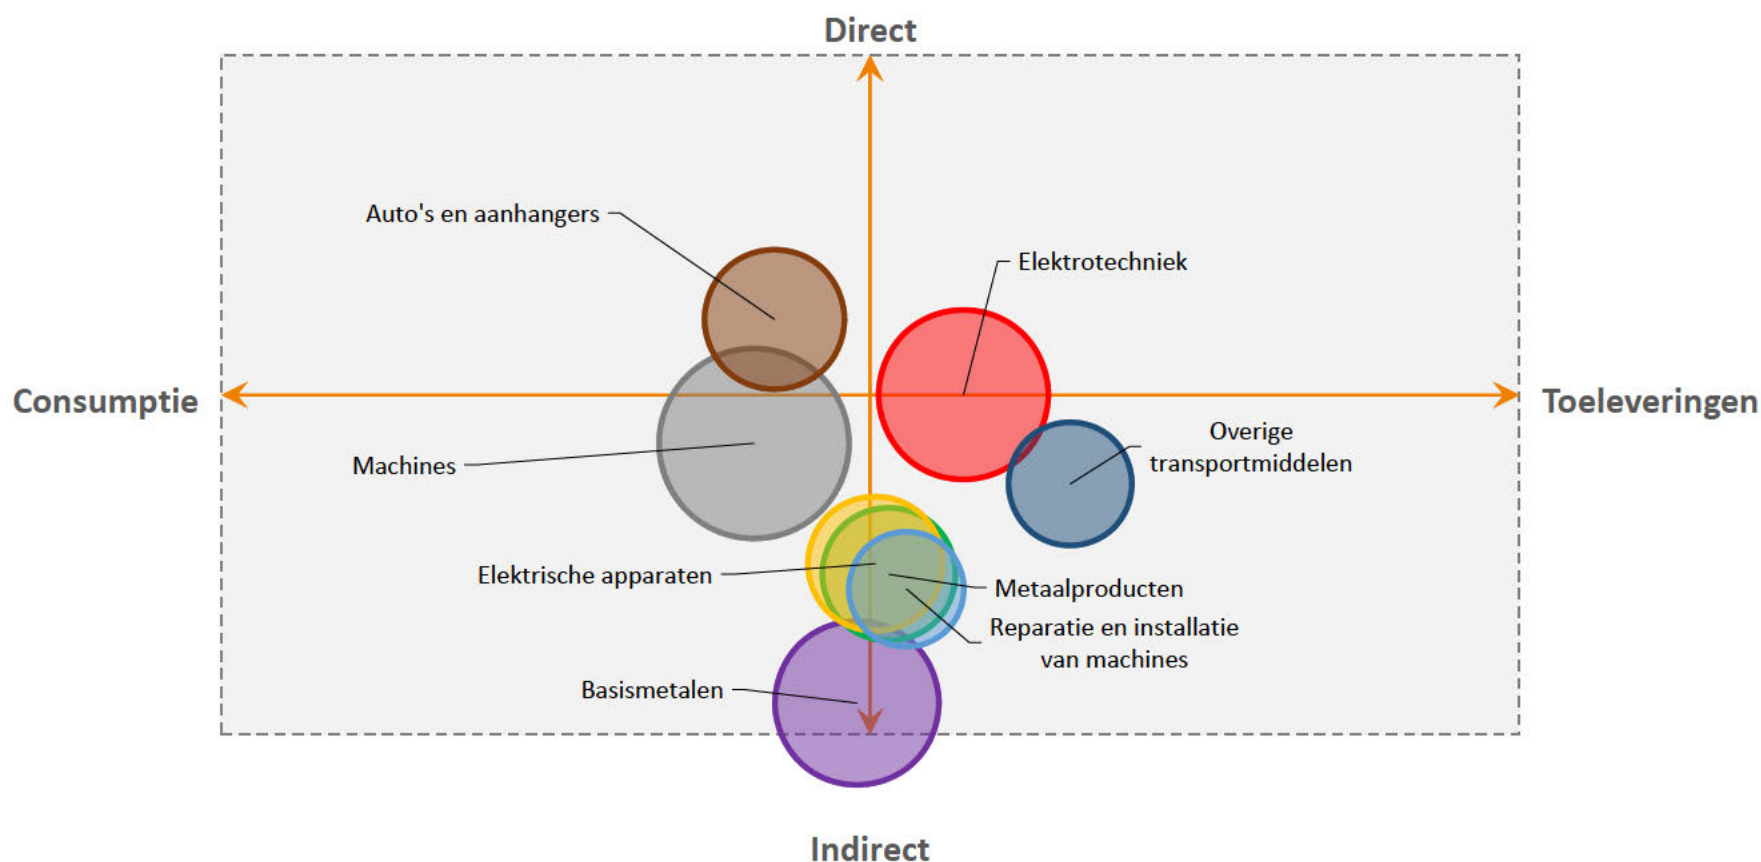 Direct
Auto's en aanhangers
Elektrotechniek
Consumptie
Toeleveringen
Overige
transportmiddelen
Machines
Elektrische apparaten
Metaalproducten
Reparatie en installatie
van machines
Basismetalen
Indirect